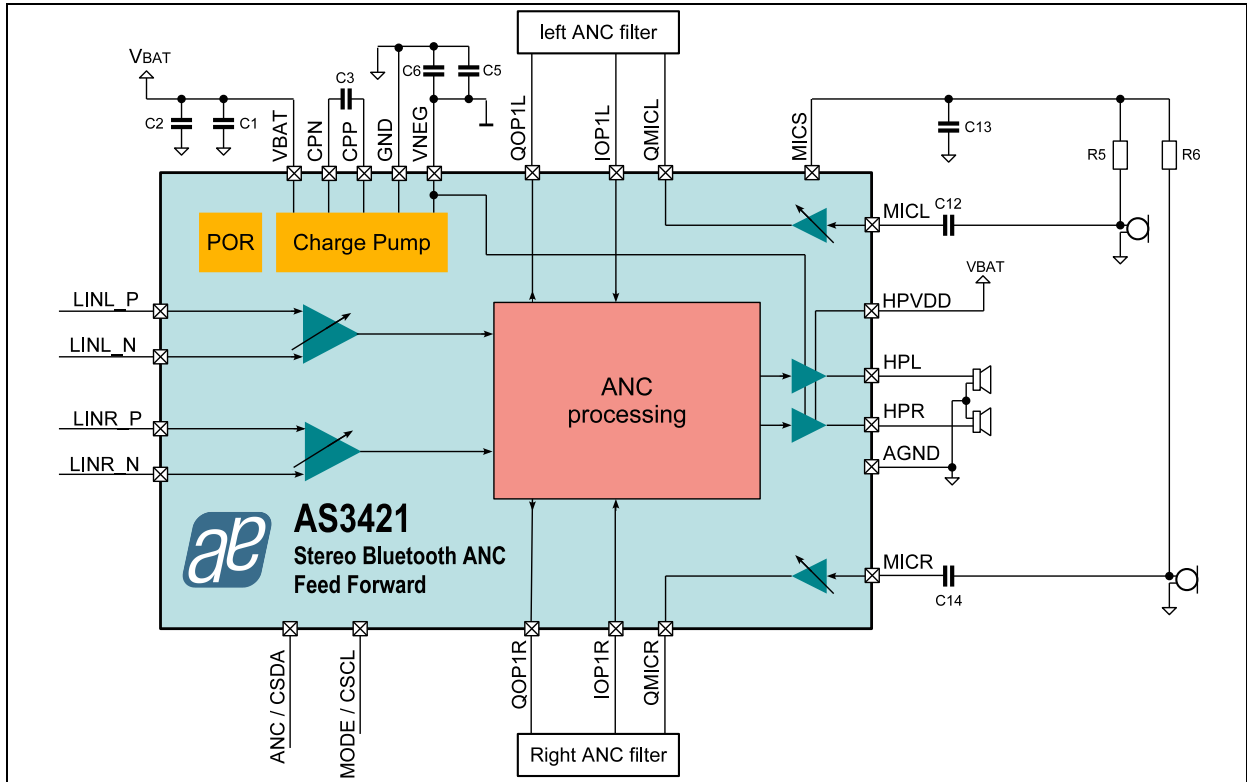 left ANC filter
VBAT
C2
C1
C3
C6
C5
VBAT
CPN
CPP
GND
VNEG
QOP1L
IOP1L
QMICL
MICS
C13
R5
R6
POR
Charge Pump
MICL
C12
VBAT
HPVDD
LINL_P
LINL_N
LINR_P
LINR_N
ANC
processing
HPL
HPR
AGND
ae
AS3421
Stereo Bluetooth ANC
Feed Forward
MICR
C14
ANC / CSDA
MODE / CSCL
QOP1R
IOP1R
QMICR
Right ANC filter